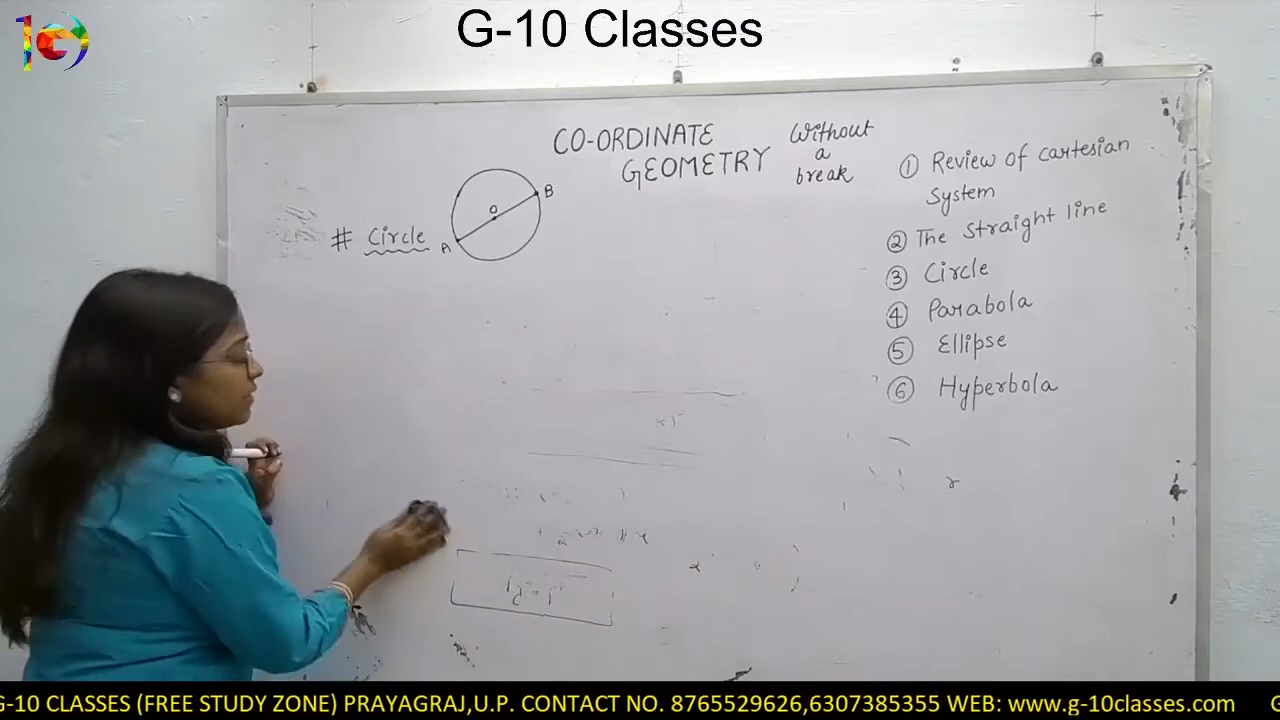 G-10 Classes
CO-ORDINATE
GEOMETRY
Without
a
break
# Circle
A
O
B
① Review of cartesian
System
② The straight line
③ Circle
④ Parabola
⑤ Ellipse
⑥ Hyperbola
G-10 CLASSES (FREE STUDY ZONE) PRAYAGRAJ,U.P. CONTACT NO. 8765529626,6307385355 WEB: www.g-10classes.com